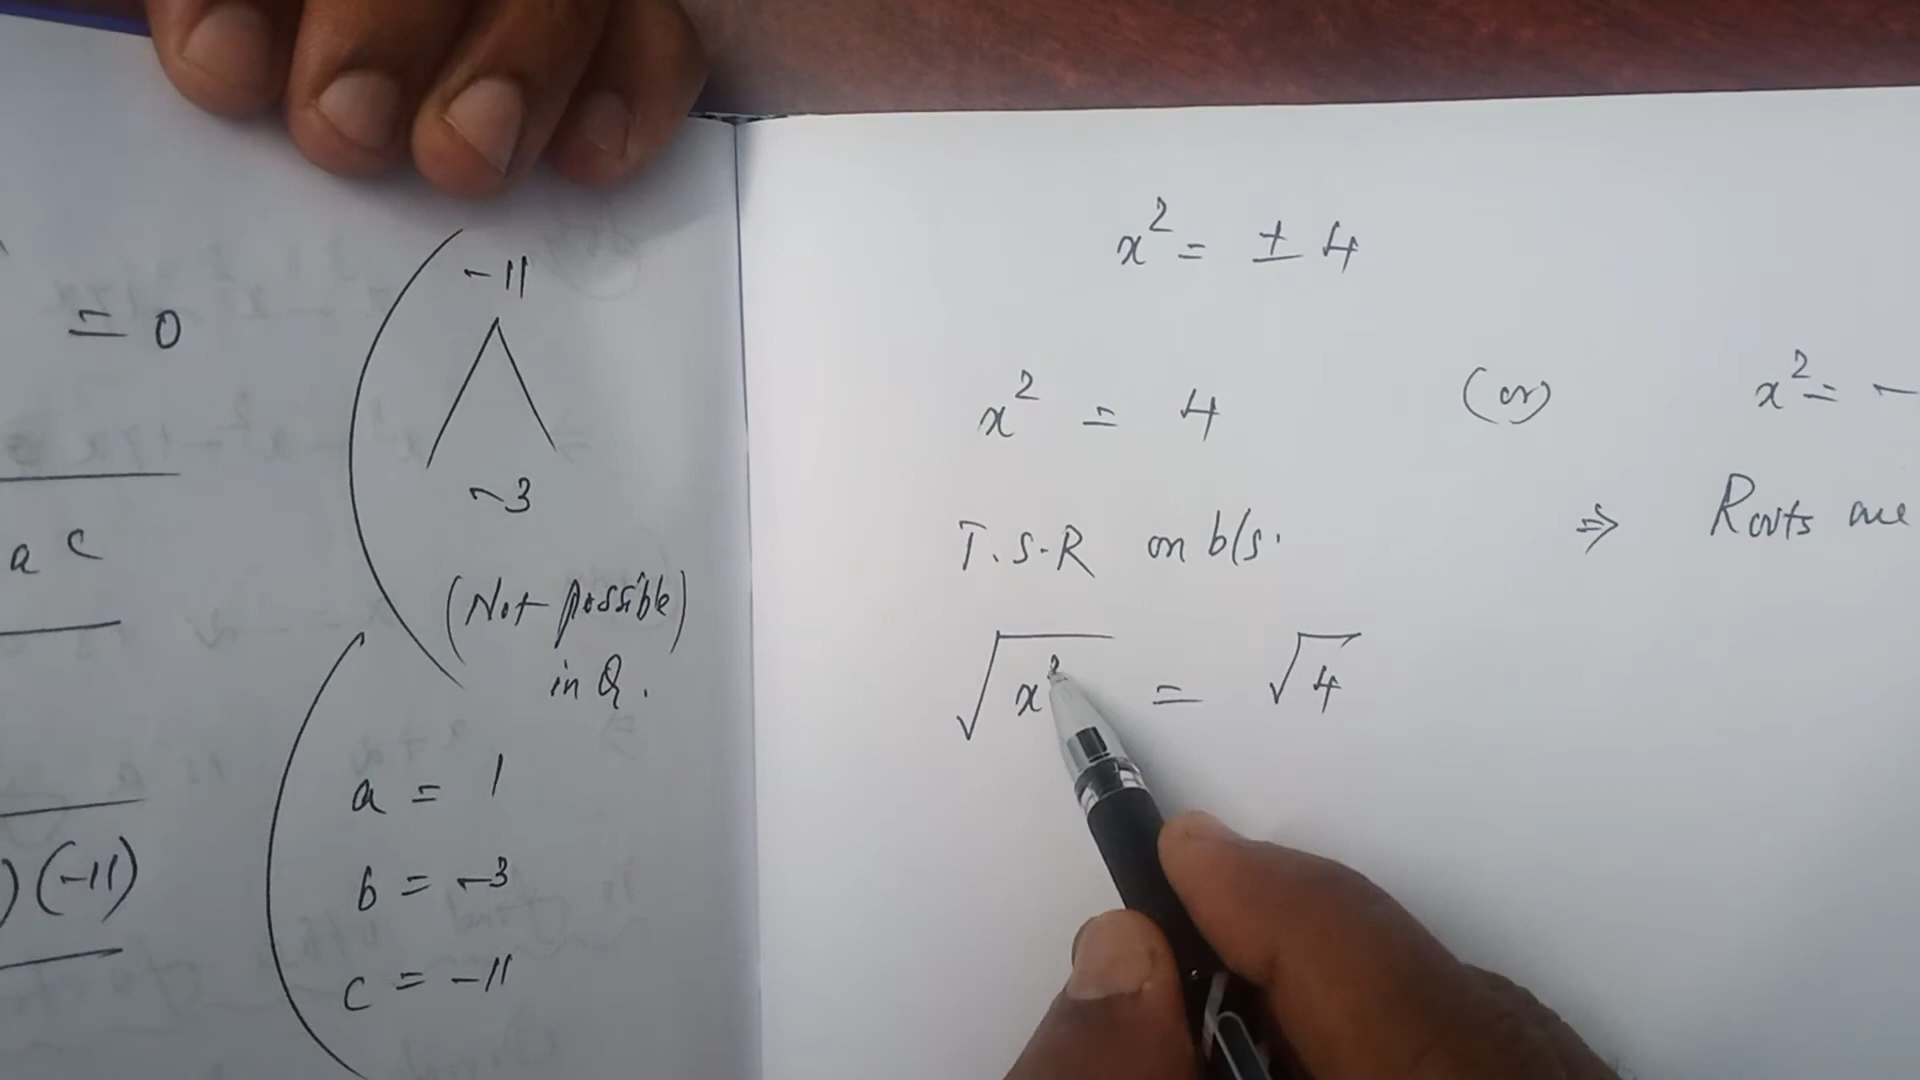 = 0
a c
) (-11)
-11
-3
(Not possible)
in Q.
a = 1
b = -3
c = -11
x² = ± 4
x² = 4 (or) x² = -
T.S.R on b/s. ⇒ Roots are
√x² = √4